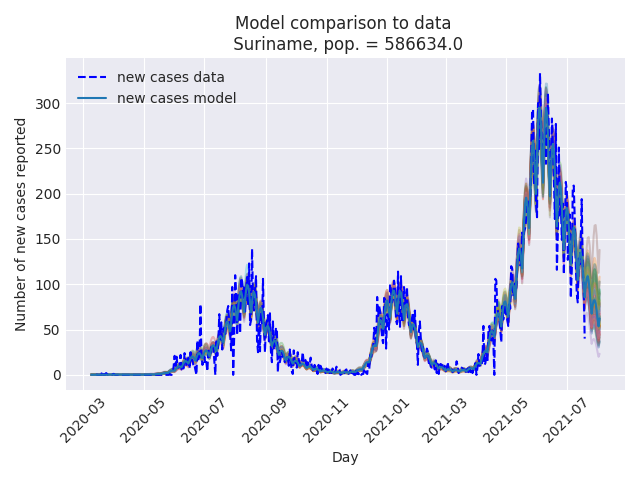 Model comparison to data
Suriname, pop. = 586634.0
new cases data
new cases model
Number of new cases reported
300
250
200
150
100
50
0
2020-03
2020-05
2020-07
2020-09
2020-11
2021-01
2021-03
2021-05
2021-07
Day